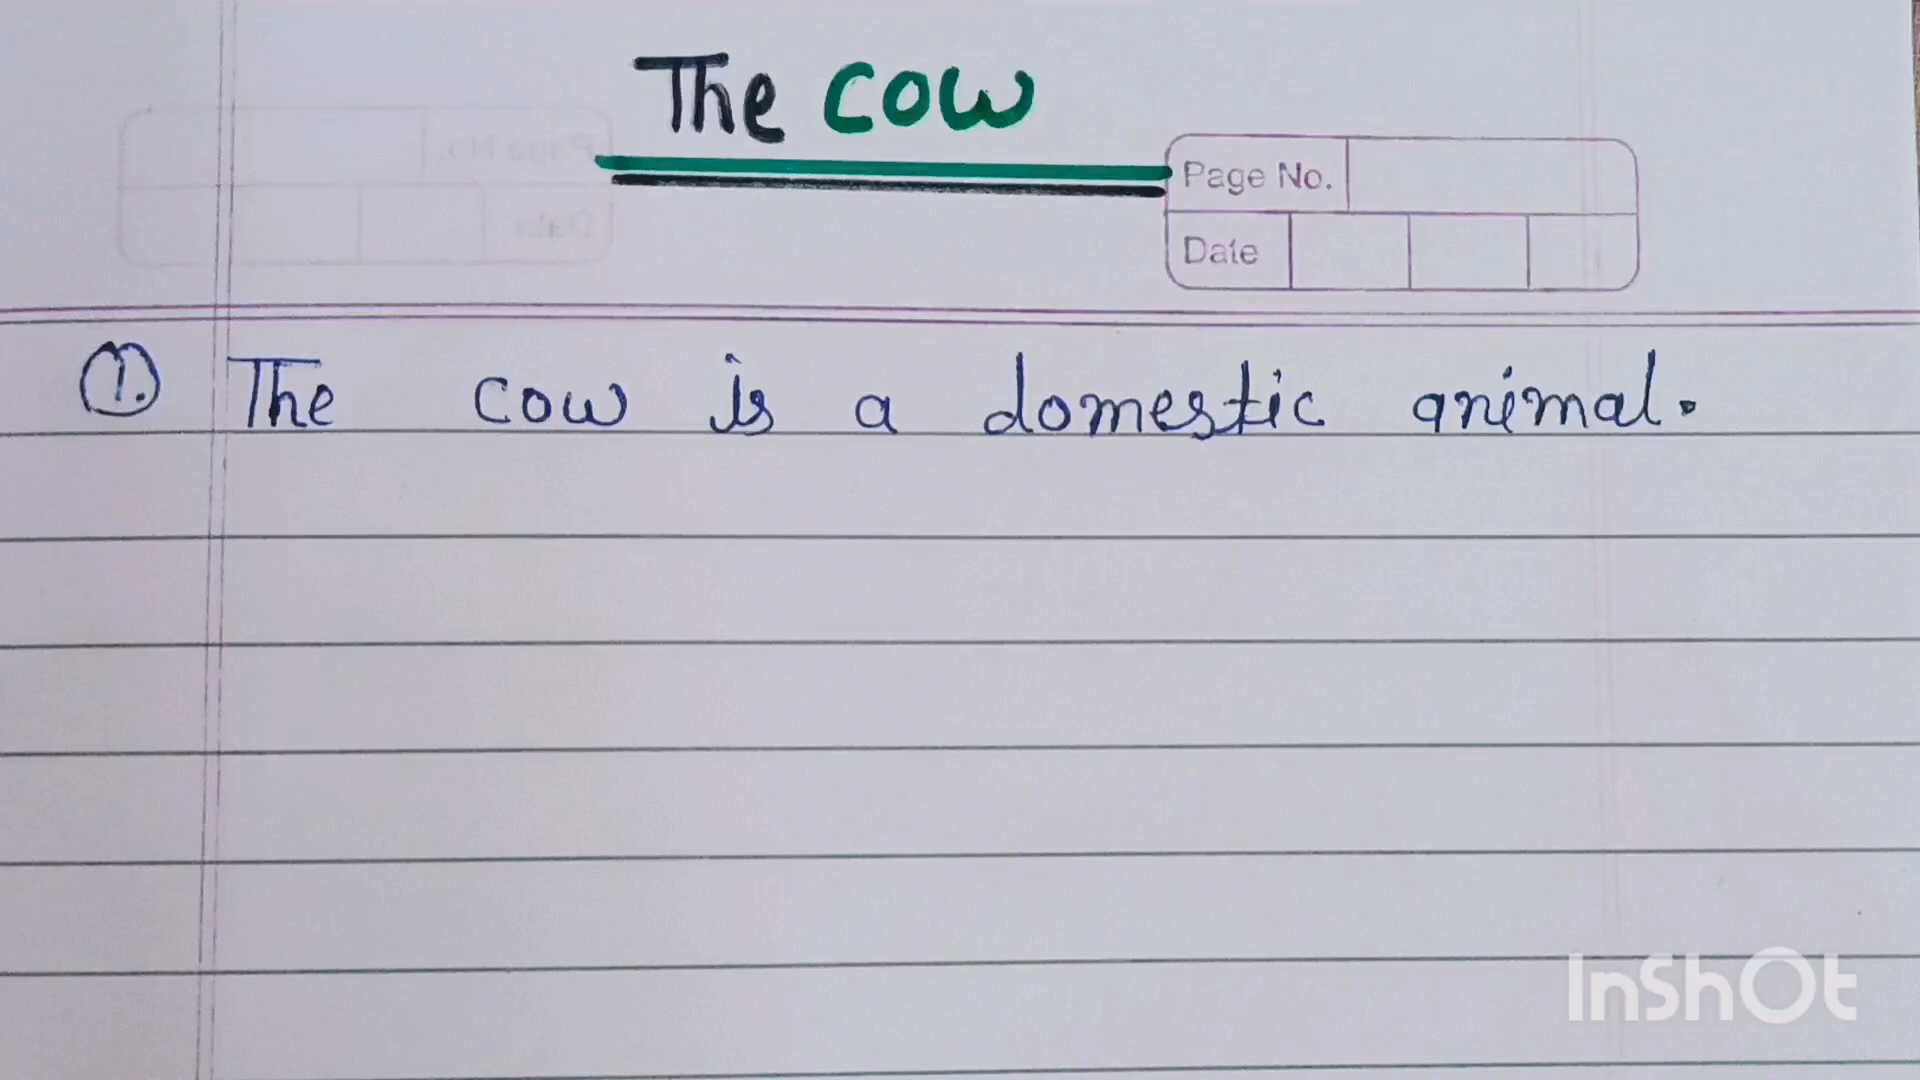 The cow
Page No.
Date
1. The cow is a domestic animal.
InShOt